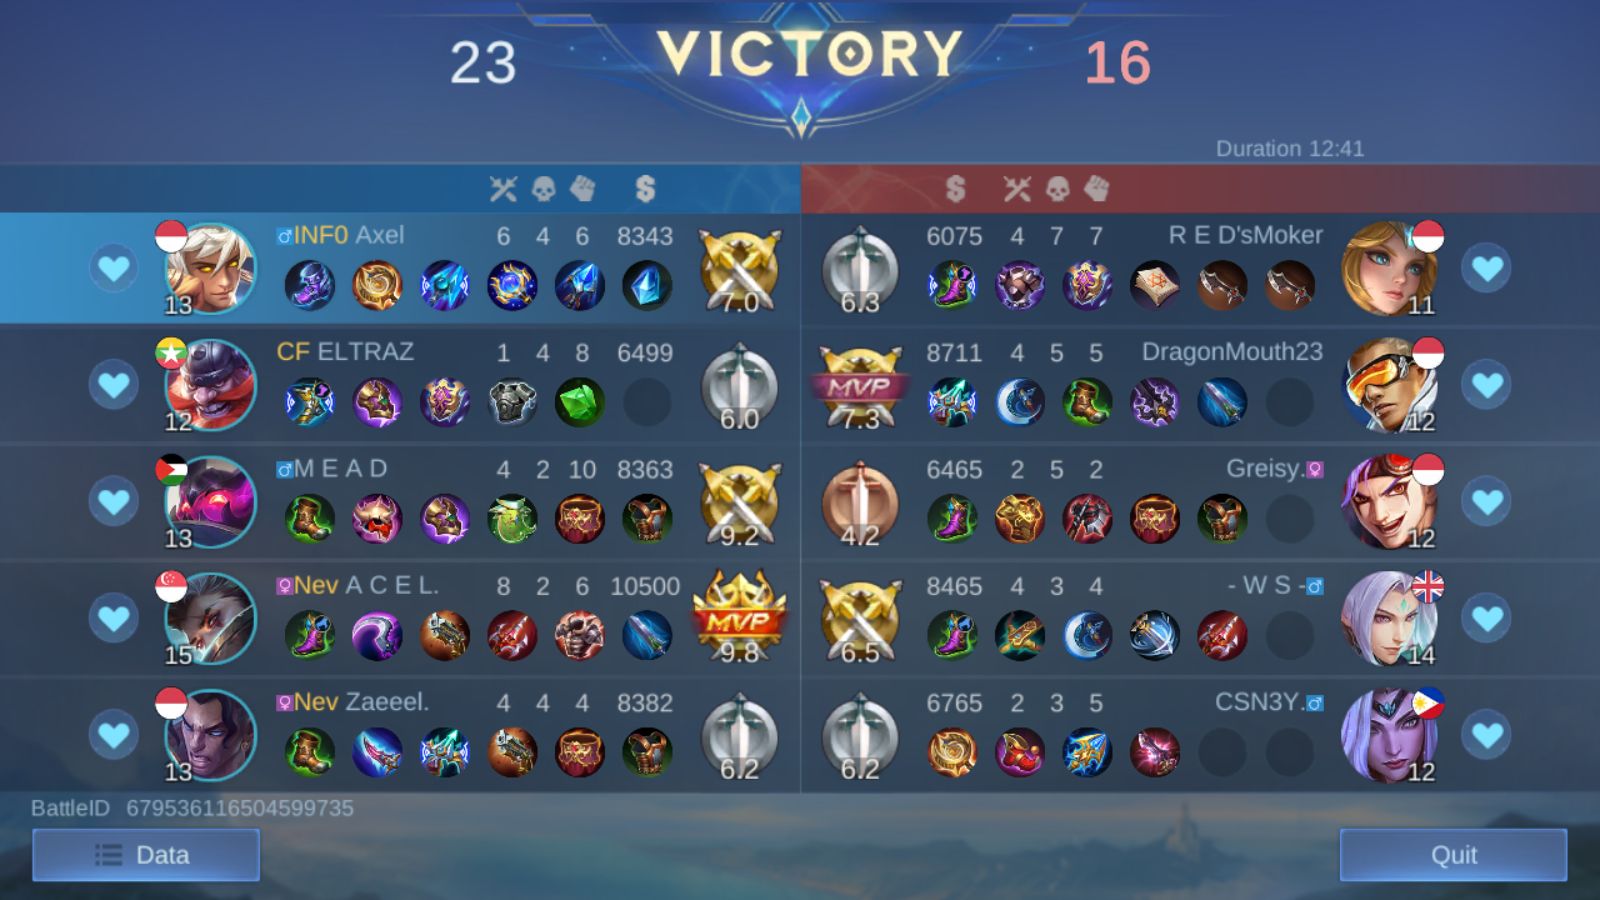 VICTORY
23
16
Duration 12:41
INF0 Axel 6 4 6 8343
13
7.0
6.3
6075 4 7 7 R E D'sMoker
11
CF ELTRAZ 1 4 8 6499
12
6.0
MVP
7.3
8711 4 5 5 DragonMouth23
12
M E A D 4 2 10 8363
13
9.2
4.2
6465 2 5 2 Greisy.
12
Nev A C E L. 8 2 6 10500
15
MVP
9.8
6.5
8465 4 3 4 - W S -
14
Nev Zaeeel. 4 4 4 8382
13
6.2
6.2
6765 2 3 5 CSN3Y.
12
BattleID 679536116504599735
Data
Quit